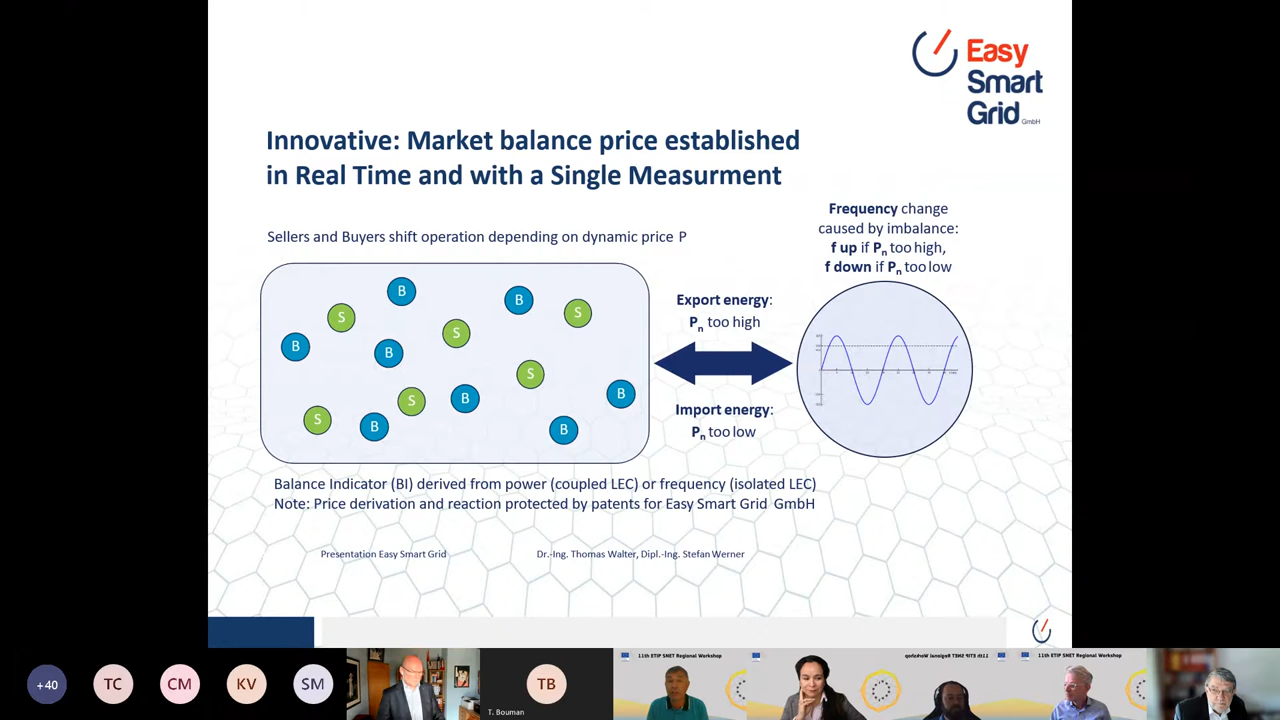 Easy
Smart
Grid GmbH
Innovative: Market balance price established
in Real Time and with a Single Measurment
Sellers and Buyers shift operation depending on dynamic price P
Frequency change
caused by imbalance:
f up if Pn too high,
f down if Pn too low
B
B
S
S
S
B
B
S
B
S
B
S
B
B
Export energy:
Pn too high
Import energy:
Pn too low
Balance Indicator (BI) derived from power (coupled LEC) or frequency (isolated LEC)
Note: Price derivation and reaction protected by patents for Easy Smart Grid GmbH
Presentation Easy Smart Grid
Dr.-Ing. Thomas Walter, Dipl.-Ing. Stefan Werner
+40
TC
CM
KV
SM
TB
T. Bouman
11th ETIP SNET Regional Workshop
11th ETIP SNET Regional Workshop
11th ETIP SNET Regional Workshop